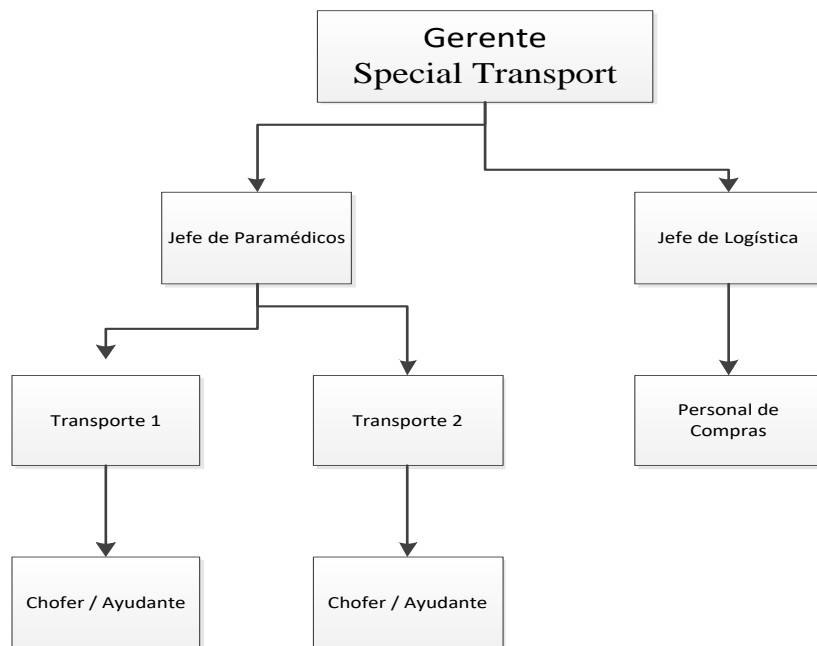 Gerente
Special Transport
Jefe de Paramédicos
Jefe de Logística
Transporte 1
Transporte 2
Personal de
Compras
Chofer / Ayudante
Chofer / Ayudante